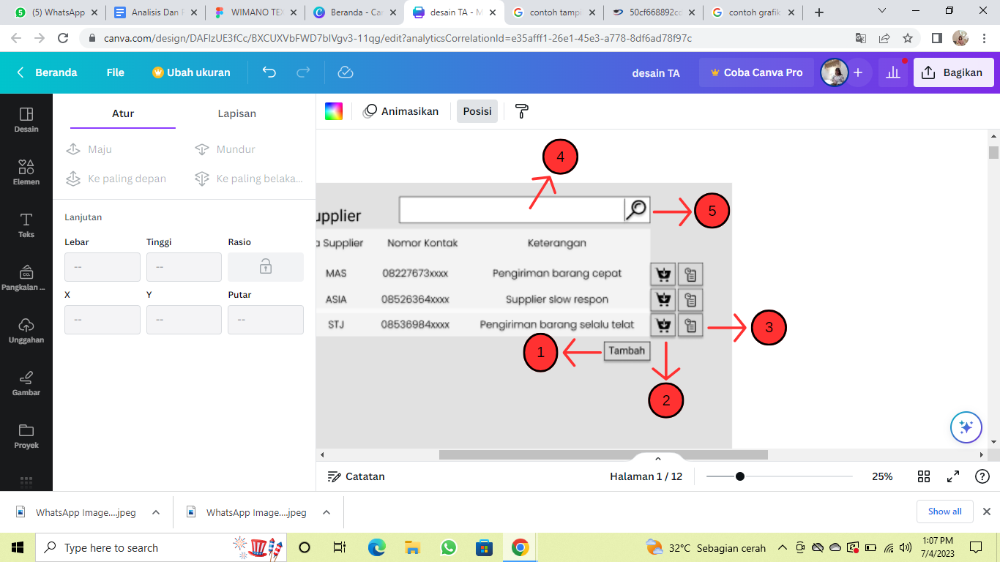 (5) WhatsApp
Analisis Dan P
WIMANO TEX
Beranda - Can
desain TA - M
contoh tampi
50cf668892cc
contoh grafik
canva.com/design/DAFlzUE3fCc/BXCUXVbFWD7bIVgv3-11qg/edit?analyticsCorrelationId=e35afff1-26e1-45e3-a778-8df6ad78f97c
Beranda
File
Ubah ukuran
desain TA
Coba Canva Pro
Bagikan
Desain
Elemen
Teks
Pangkalan ...
Unggahan
Gambar
Proyek
Atur
Lapisan
Maju
Mundur
Ke paling depan
Ke paling belaka...
Lanjutan
Lebar
Tinggi
Rasio
--
--
X
Y
Putar
--
--
--
Animasikan
Posisi
4
5
upplier
a Supplier
Nomor Kontak
Keterangan
MAS
08227673xxxx
Pengiriman barang cepat
ASIA
08526364xxxx
Supplier slow respon
STJ
08536984xxxx
Pengiriman barang selalu telat
3
1
Tambah
2
Catatan
Halaman 1 / 12
25%
WhatsApp Image....jpeg
WhatsApp Image....jpeg
Show all
Type here to search
32°C Sebagian cerah
1:07 PM
7/4/2023